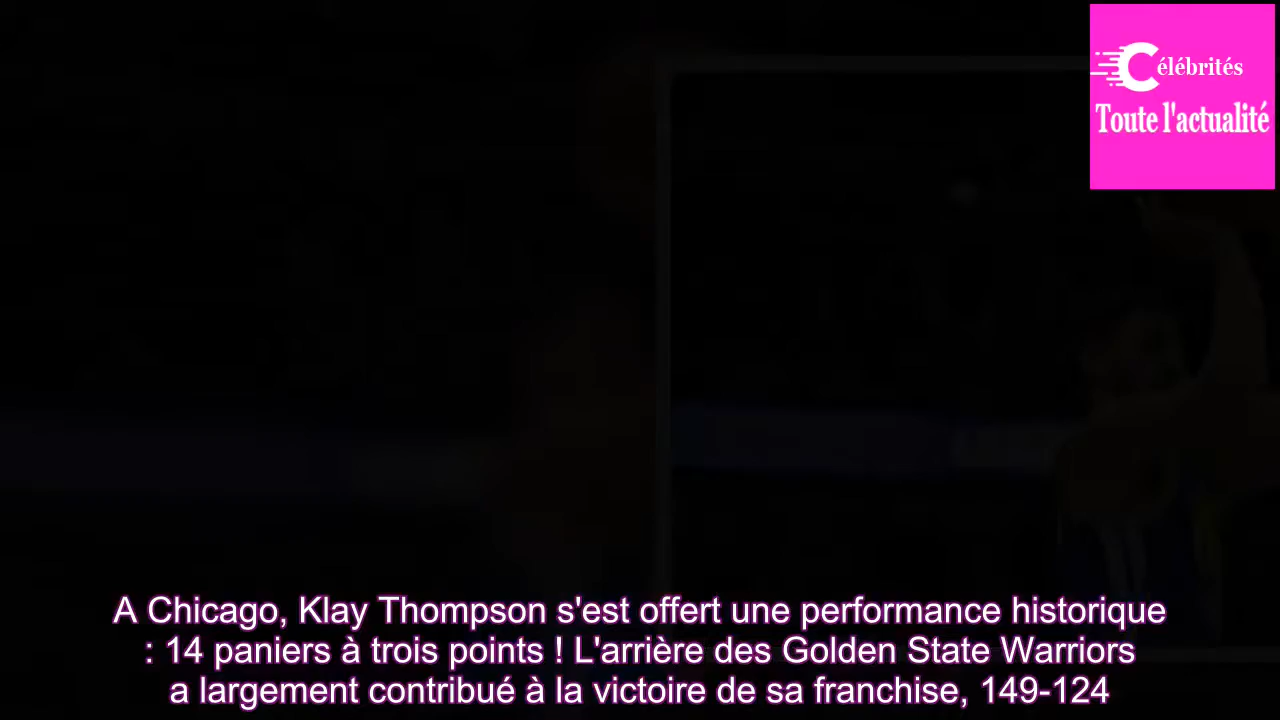 Célébrités
Toute l'actualité
A Chicago, Klay Thompson s'est offert une performance historique
: 14 paniers à trois points ! L'arrière des Golden State Warriors
a largement contribué à la victoire de sa franchise, 149-124